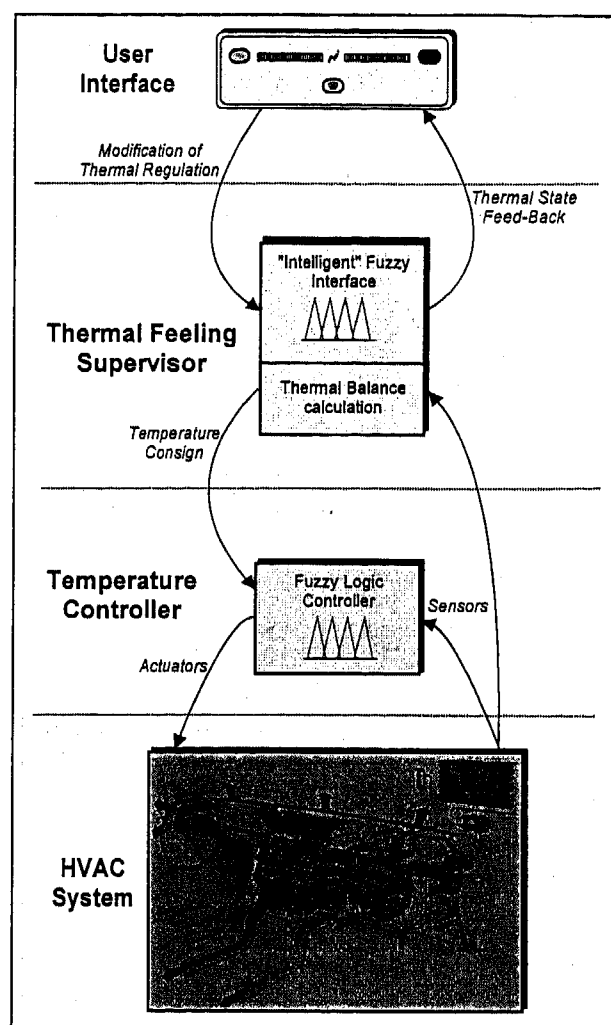 User
Interface
Modification of
Thermal Regulation
Thermal State
Feed-Back
"Intelligent" Fuzzy
Interface
Thermal Feeling
Supervisor
Thermal Balance
calculation
Temperature
Consign
Temperature
Controller
Fuzzy Logic
Controller
Sensors
Actuators
HVAC
System